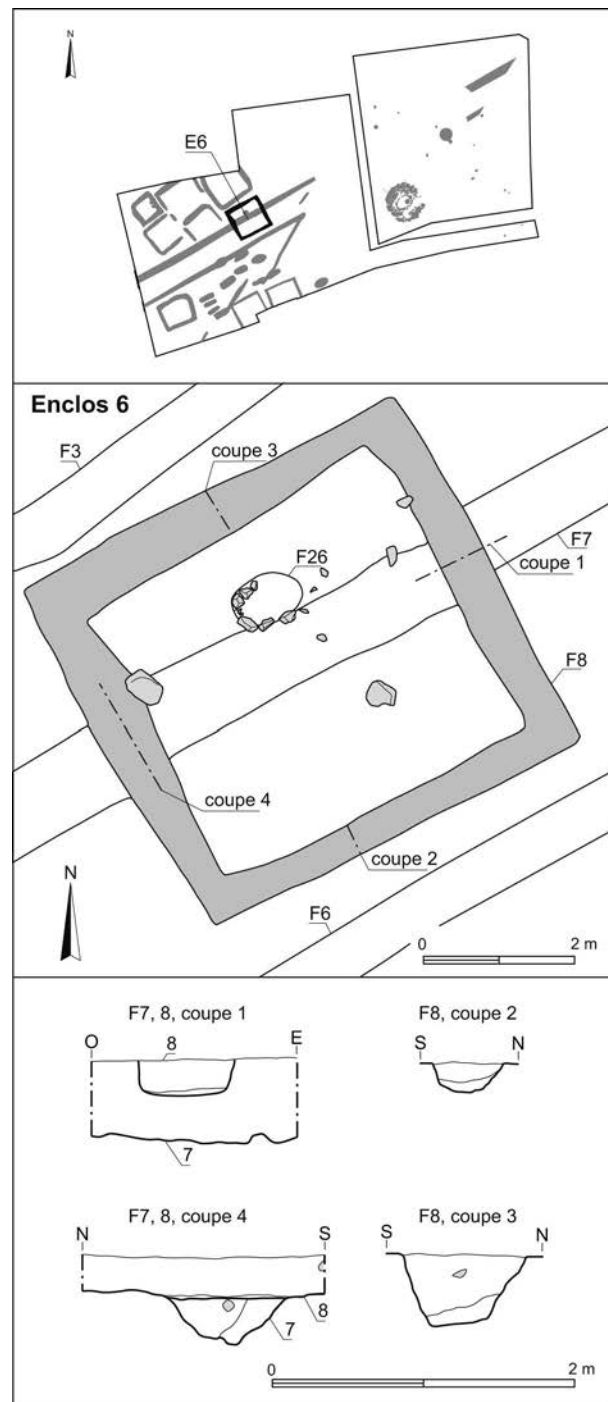 N
E6
Enclos 6
F3
coupe 3
F26
F7
coupe 1
F8
coupe 4
coupe 2
N
F6
0 2 m
F7, 8, coupe 1
O 8 E
7
F8, coupe 2
S N
F7, 8, coupe 4
N S
8
7
F8, coupe 3
S N
0 2 m